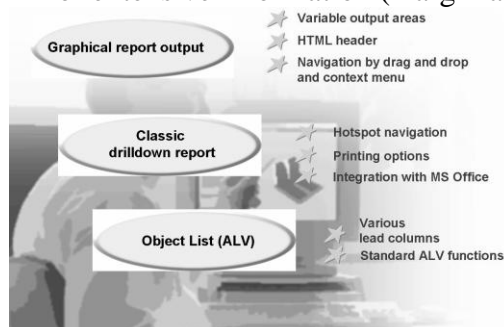 Variable output areas
Graphical report output
HTML header
Navigation by drag and drop
and context menu
Classic
drilldown report
Hotspot navigation
Printing options
Integration with MS Office
Object List (ALV)
Various
lead columns
Standard ALV functions